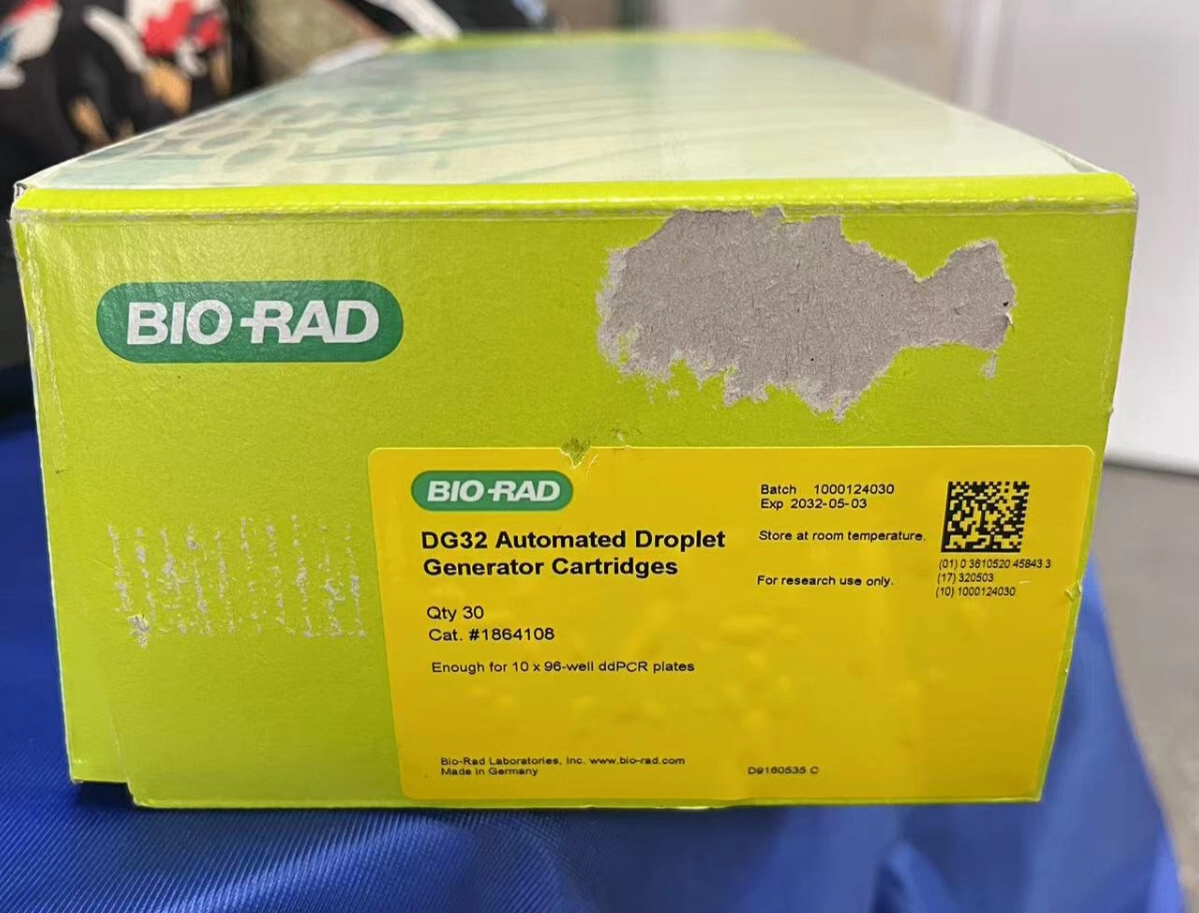 BIO-RAD
BIO-RAD
DG32 Automated Droplet
Generator Cartridges
Qty 30
Cat. #1864108
Enough for 10 x 96-well ddPCR plates
Bio-Rad Laboratories, Inc. www.bio-rad.com
Made in Germany
Batch 1000124030
Exp 2032-05-03
Store at room temperature.
For research use only.
(01) 0 3610520 45843 3
(17) 320503
(10) 1000124030
D9160535 C